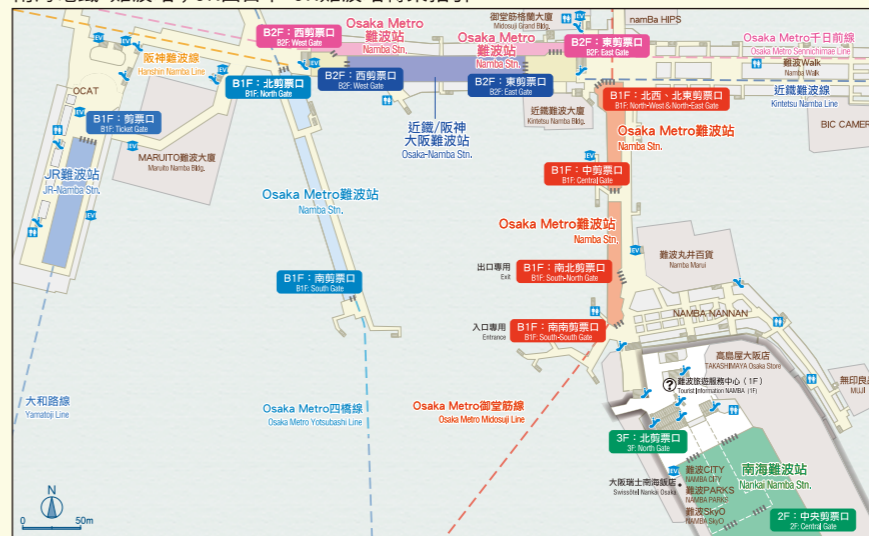 B2F：西剪票口
B2F: West Gate
Osaka Metro
難波站
Namba Stn.
Osaka Metro
難波站
Namba Stn.
御堂筋格蘭大廈
Midosuji Grand Bldg.
B2F：東剪票口
B2F: East Gate
namBa HIPS
Osaka Metro千日前線
Osaka Metro Sennichimae Line
阪神難波線
Hanshin Namba Line
難波Walk
Namba Walk
OCAT
B1F：北剪票口
B1F: North Gate
B2F：西剪票口
B2F: West Gate
B2F：東剪票口
B2F: East Gate
B1F：北西、北東剪票口
B1F: North-West & North-East Gate
近鐵難波線
Kintetsu Namba Line
B1F：剪票口
B1F: Ticket Gate
近鐵難波大廈
Kintetsu Namba Bldg.
BIC CAMER
近鐵/阪神
大阪難波站
Osaka-Namba Stn.
Osaka Metro難波站
Namba Stn.
MARUITO難波大廈
Maruito Namba Bldg.
JR難波站
JR-Namba Stn.
B1F：中剪票口
B1F: Central Gate
Osaka Metro難波站
Namba Stn.
Osaka Metro難波站
Namba Stn.
難波丸井百貨
Namba Marui
出口專用
Exit
B1F：南北剪票口
B1F: South-North Gate
B1F：南剪票口
B1F: South Gate
NAMBA NANNAN
入口專用
Entrance
B1F：南南剪票口
B1F: South-South Gate
高島屋大阪店
TAKASHIMAYA Osaka Store
難波旅遊服務中心（1F）
Tourist Information NAMBA (1F)
無印良品
MUJI
大和路線
Yamatoji Line
Osaka Metro四橋線
Osaka Metro Yotsubashi Line
Osaka Metro御堂筋線
Osaka Metro Midosuji Line
3F：北剪票口
3F: North Gate
大阪瑞士南海飯店
Swissôtel Nankai Osaka
難波CITY
NAMBA CITY
難波PARKS
NAMBA PARKS
難波SkyO
NAMBA SkyO
南海難波站
Nankai Namba Stn.
2F：中央剪票口
2F: Central Gate
N
0 50m